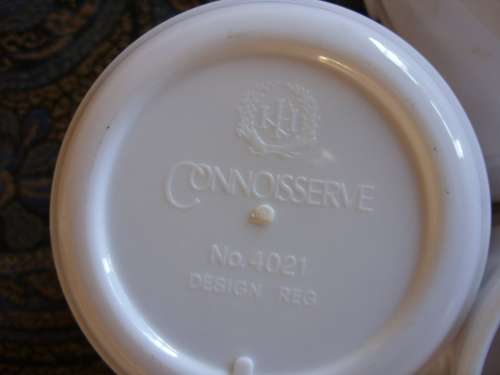 CONNOISSERVE
No. 4021
DESIGN REG